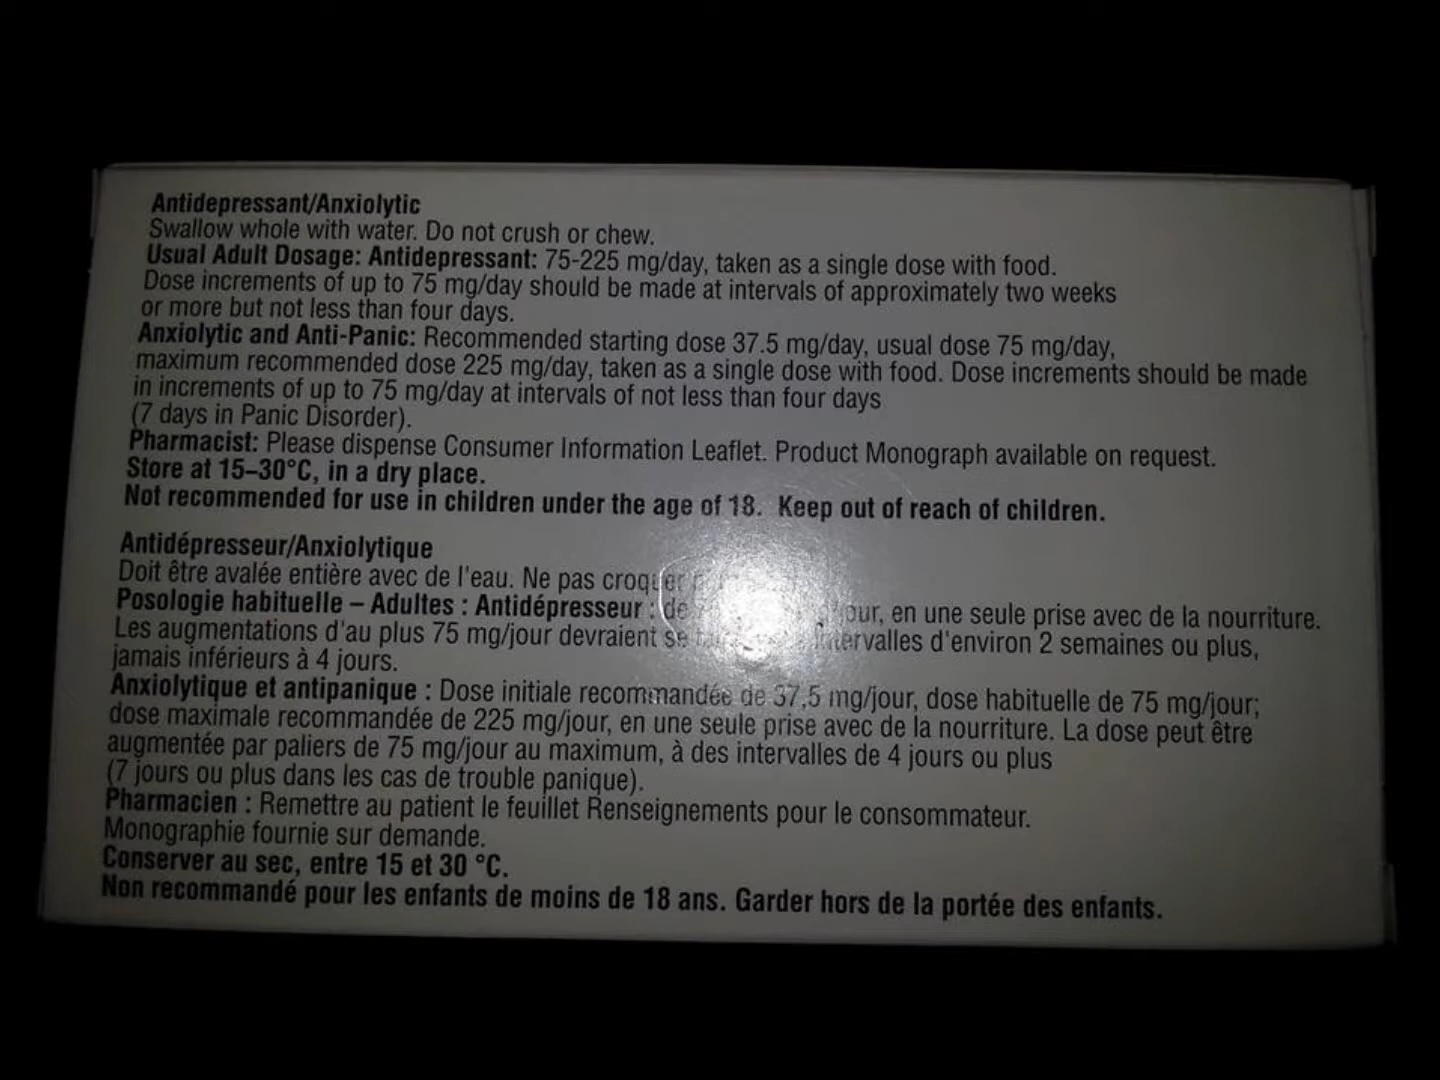 Antidepressant/Anxiolytic
Swallow whole with water. Do not crush or chew.
Usual Adult Dosage: Antidepressant: 75-225 mg/day, taken as a single dose with food.
Dose increments of up to 75 mg/day should be made at intervals of approximately two weeks
or more but not less than four days.
Anxiolytic and Anti-Panic: Recommended starting dose 37.5 mg/day, usual dose 75 mg/day,
maximum recommended dose 225 mg/day, taken as a single dose with food. Dose increments should be made
in increments of up to 75 mg/day at intervals of not less than four days
(7 days in Panic Disorder).
Pharmacist: Please dispense Consumer Information Leaflet. Product Monograph available on request.
Store at 15–30°C, in a dry place.
Not recommended for use in children under the age of 18. Keep out of reach of children.
Antidépresseur/Anxiolytique
Doit être avalée entière avec de l'eau. Ne pas croquer
Posologie habituelle – Adultes : Antidépresseur : de en une seule prise avec de la nourriture.
Les augmentations d'au plus 75 mg/jour devraient se intervalles d'environ 2 semaines ou plus,
jamais inférieurs à 4 jours.
Anxiolytique et antipanique : Dose initiale recommandée de 37,5 mg/jour, dose habituelle de 75 mg/jour;
dose maximale recommandée de 225 mg/jour, en une seule prise avec de la nourriture. La dose peut être
augmentée par paliers de 75 mg/jour au maximum, à des intervalles de 4 jours ou plus
(7 jours ou plus dans les cas de trouble panique).
Pharmacien : Remettre au patient le feuillet Renseignements pour le consommateur.
Monographie fournie sur demande.
Conserver au sec, entre 15 et 30 °C.
Non recommandé pour les enfants de moins de 18 ans. Garder hors de la portée des enfants.